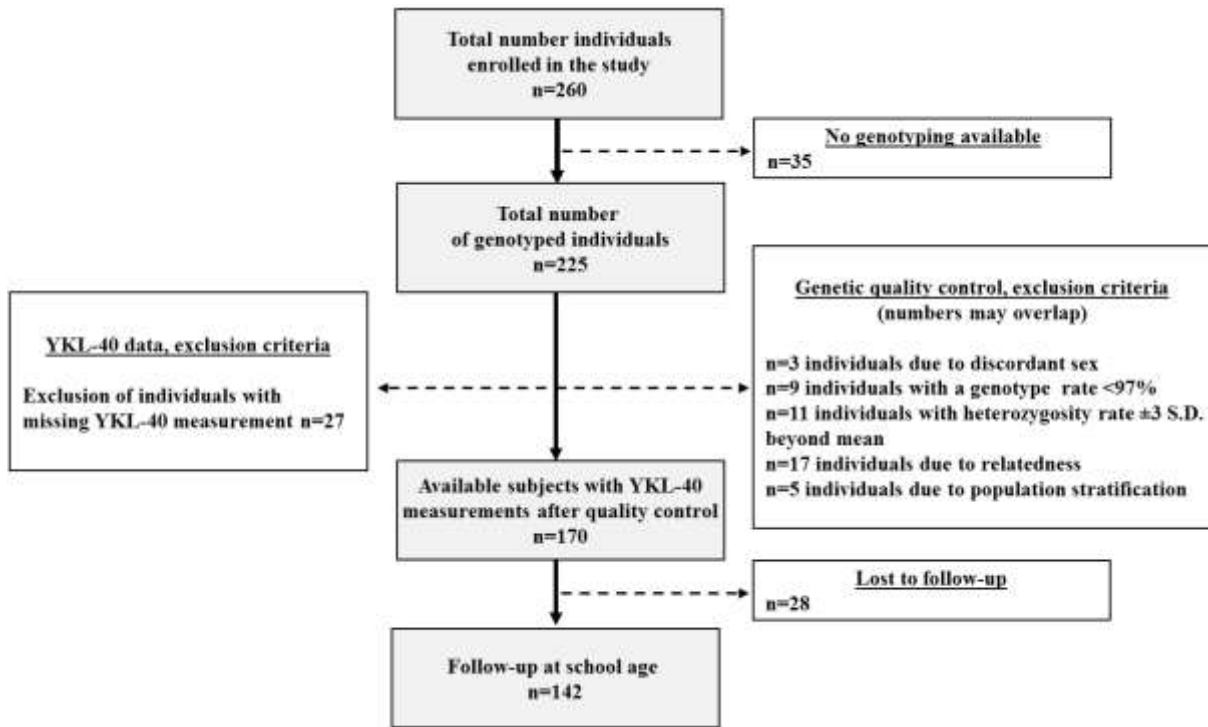 Total number individuals
enrolled in the study
n=260
No genotyping available
n=35
Total number
of genotyped individuals
n=225
Genetic quality control, exclusion criteria
(numbers may overlap)
n=3 individuals due to discordant sex
n=9 individuals with a genotype rate <97%
n=11 individuals with heterozygosity rate ±3 S.D.
beyond mean
n=17 individuals due to relatedness
n=5 individuals due to population stratification
YKL-40 data, exclusion criteria
Exclusion of individuals with
missing YKL-40 measurement n=27
Available subjects with YKL-40
measurements after quality control
n=170
Lost to follow-up
n=28
Follow-up at school age
n=142